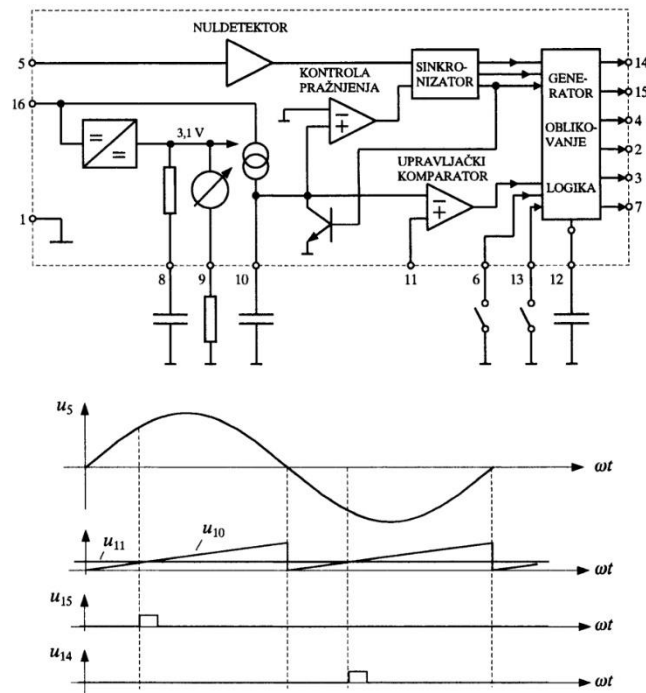 NULDETEKTOR
5
16
KONTROLA
PRAŽNJENJA
SINKRO-
NIZATOR
GENE-
RATOR
OBLIKO-
VANJE
LOGIKA
14
15
4
2
3
7
=
=
3,1 V
−
+
UPRAVLJAČKI
KOMPARATOR
−
+
1
8
9
10
11
6
13
12
u5
ωt
u11
u10
ωt
u15
ωt
u14
ωt